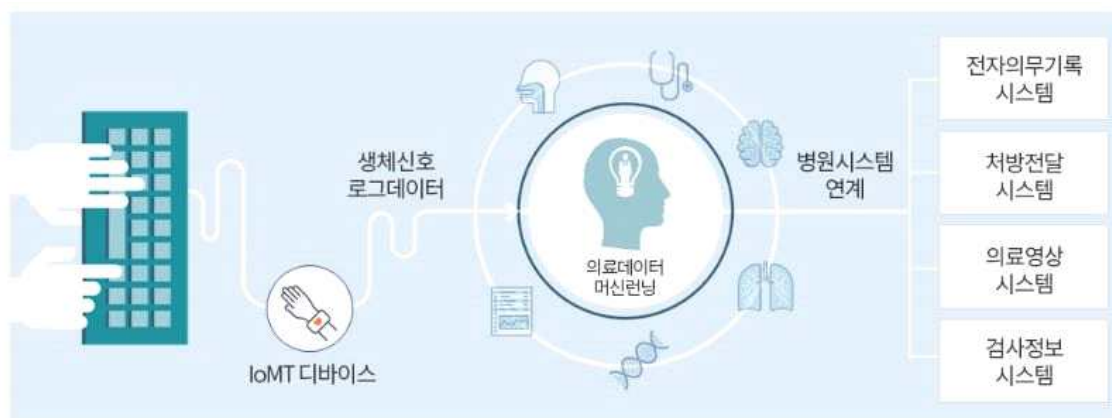 생체신호
로그데이터
IoMT 디바이스
의료데이터
머신런닝
병원시스템
연계
전자의무기록
시스템
처방전달
시스템
의료영상
시스템
검사정보
시스템